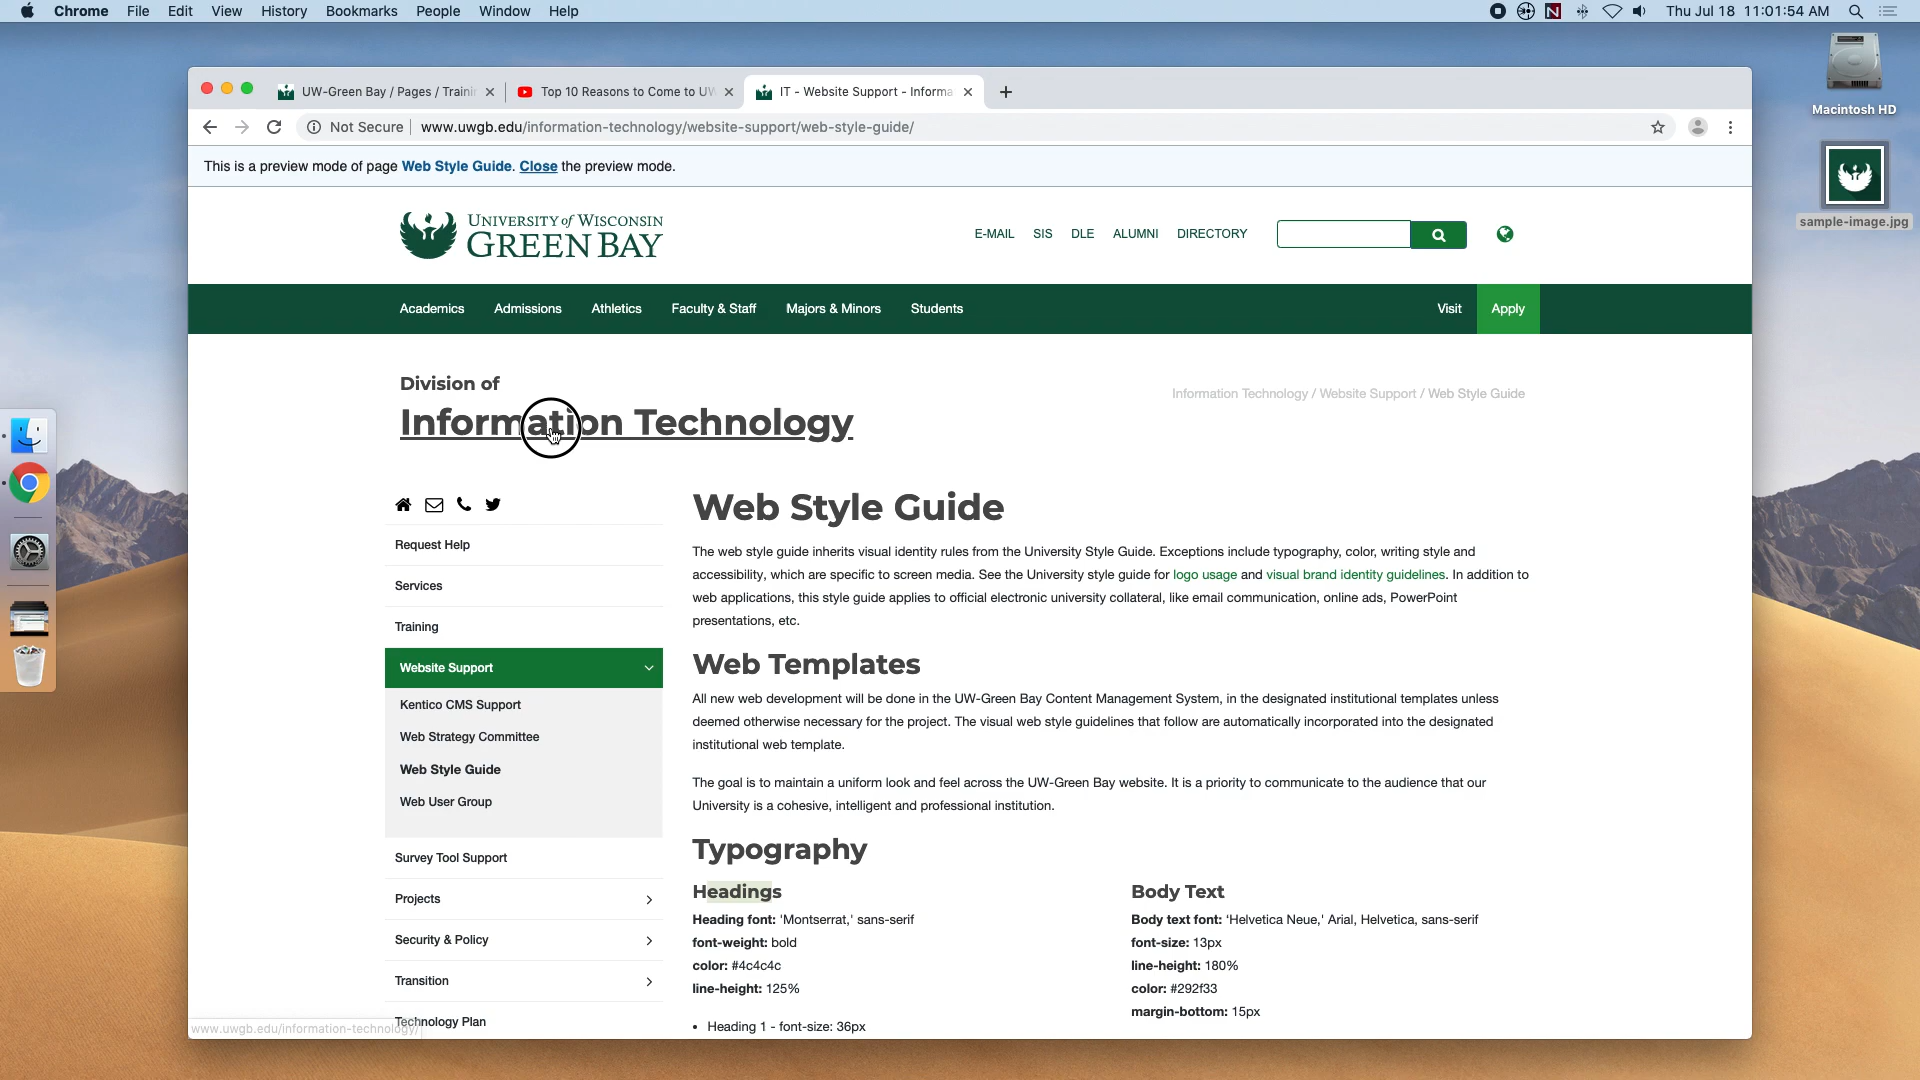 Chrome File Edit View History Bookmarks People Window Help
Thu Jul 18 11:01:54 AM
Macintosh HD
sample-image.jpg
UW-Green Bay / Pages / Traini
Top 10 Reasons to Come to UW
IT - Website Support - Informa
Not Secure www.uwgb.edu/information-technology/website-support/web-style-guide/
This is a preview mode of page Web Style Guide. Close the preview mode.
UNIVERSITY of WISCONSIN
GREEN BAY
E-MAIL SIS DLE ALUMNI DIRECTORY
Academics Admissions Athletics Faculty & Staff Majors & Minors Students Visit Apply
Division of
Information Technology
Information Technology / Website Support / Web Style Guide
Request Help
Services
Training
Website Support
Kentico CMS Support
Web Strategy Committee
Web Style Guide
Web User Group
Survey Tool Support
Projects
Security & Policy
Transition
Technology Plan
www.uwgb.edu/information-technology/
Web Style Guide
The web style guide inherits visual identity rules from the University Style Guide. Exceptions include typography, color, writing style and
accessibility, which are specific to screen media. See the University style guide for logo usage and visual brand identity guidelines. In addition to
web applications, this style guide applies to official electronic university collateral, like email communication, online ads, PowerPoint
presentations, etc.
Web Templates
All new web development will be done in the UW-Green Bay Content Management System, in the designated institutional templates unless
deemed otherwise necessary for the project. The visual web style guidelines that follow are automatically incorporated into the designated
institutional web template.
The goal is to maintain a uniform look and feel across the UW-Green Bay website. It is a priority to communicate to the audience that our
University is a cohesive, intelligent and professional institution.
Typography
Headings
Heading font: 'Montserrat,' sans-serif
font-weight: bold
color: #4c4c4c
line-height: 125%
• Heading 1 - font-size: 36px
Body Text
Body text font: 'Helvetica Neue,' Arial, Helvetica, sans-serif
font-size: 13px
line-height: 180%
color: #292f33
margin-bottom: 15px